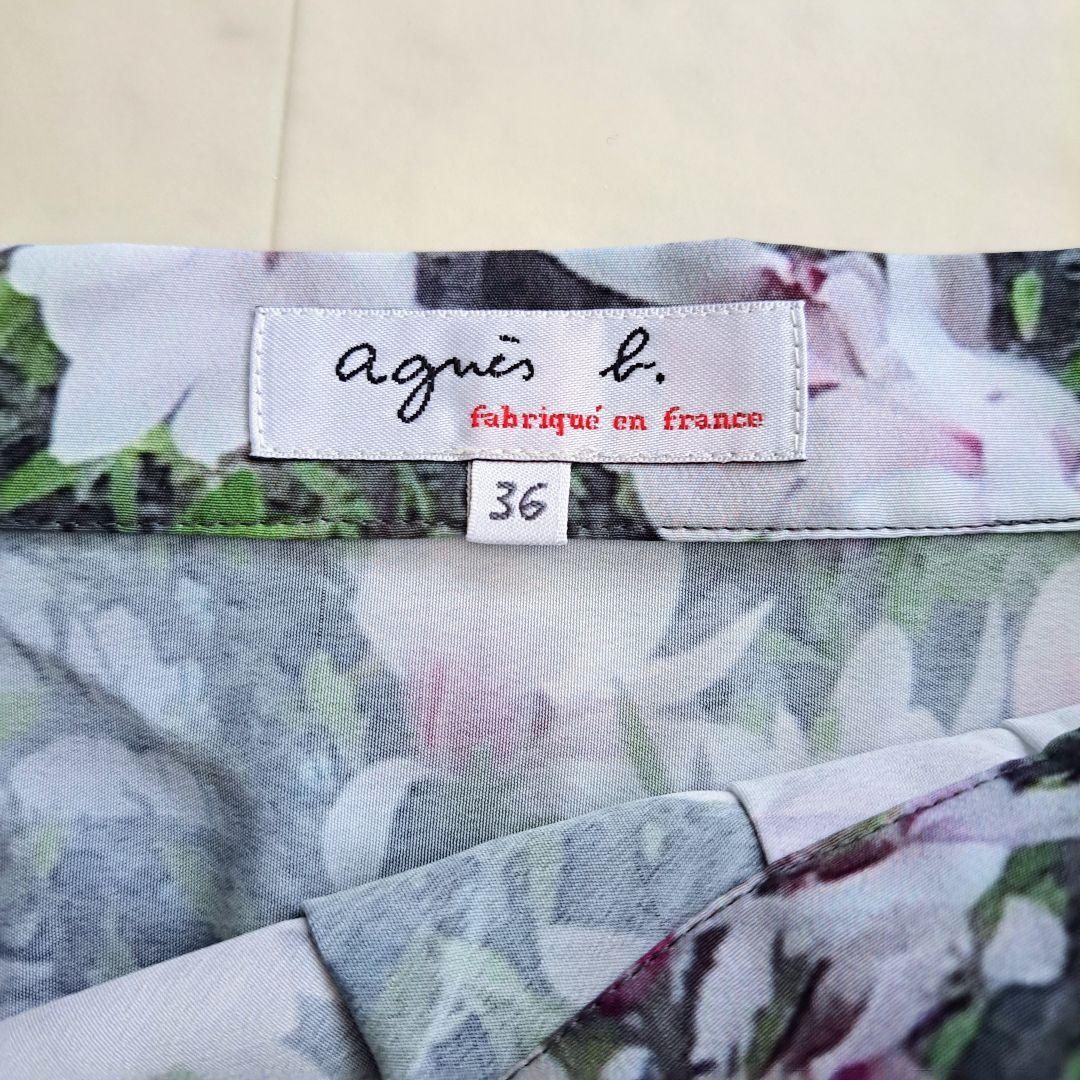 agnès b.
fabriqué en france
36